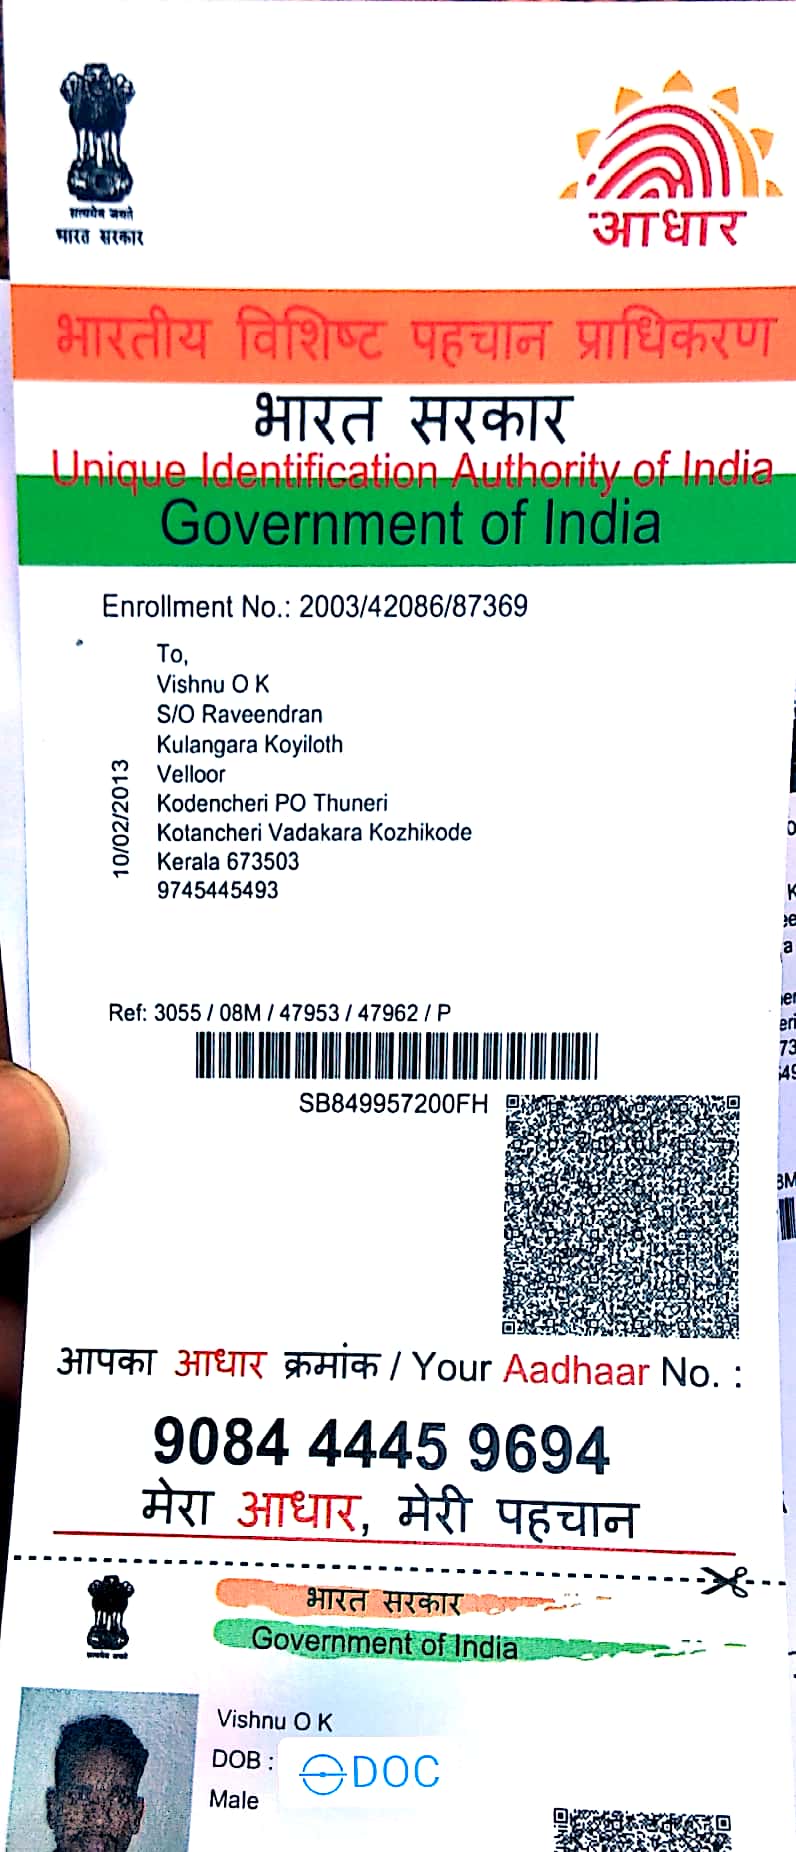 सत्यमेव जयते
भारत सरकार
आधार
भारतीय विशिष्ट पहचान प्राधिकरण
भारत सरकार
Unique Identification Authority of India
Government of India
Enrollment No.: 2003/42086/87369
To,
Vishnu O K
S/O Raveendran
Kulangara Koyiloth
Velloor
Kodencheri PO Thuneri
Kotancheri Vadakara Kozhikode
Kerala 673503
9745445493
10/02/2013
Ref: 3055 / 08M / 47953 / 47962 / P
SB849957200FH
आपका आधार क्रमांक / Your Aadhaar No. :
9084 4445 9694
मेरा आधार, मेरी पहचान
भारत सरकार
Government of India
Vishnu O K
DOB :
DOC
Male